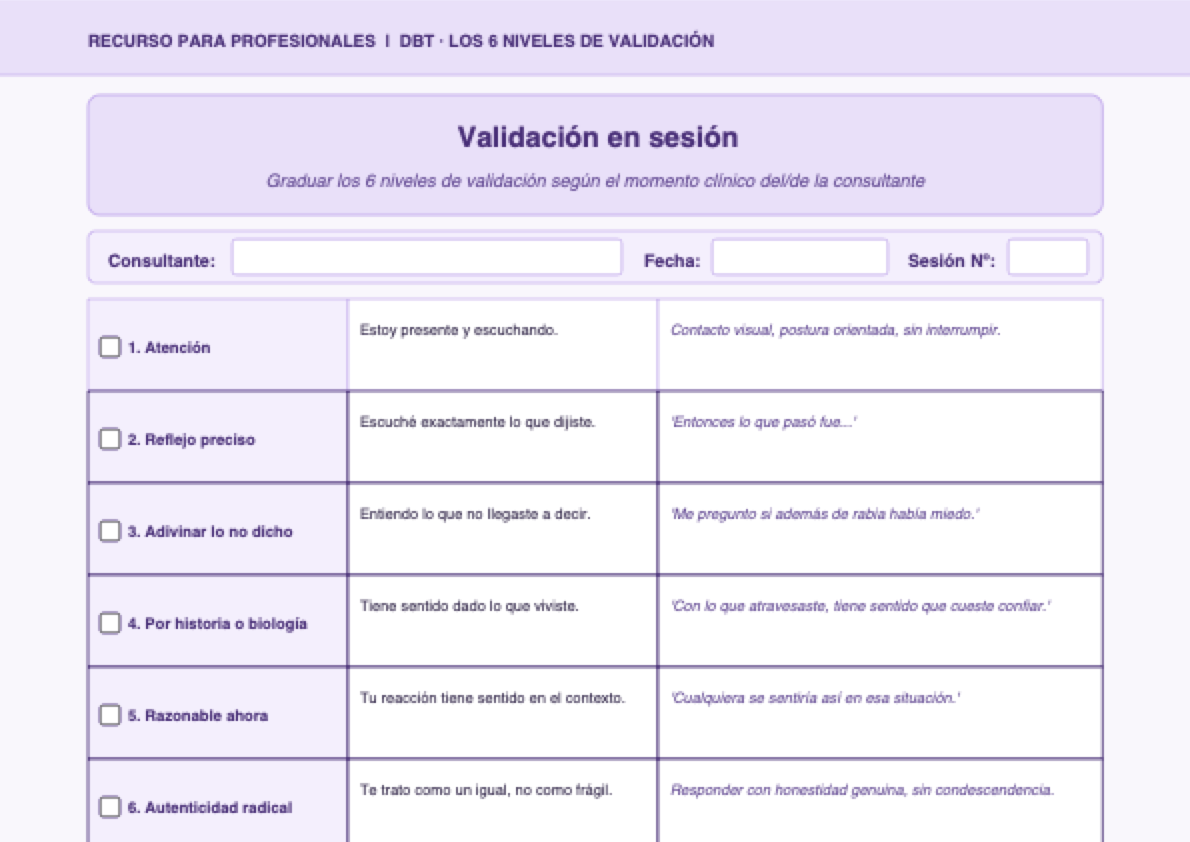 RECURSO PARA PROFESIONALES | DBT · LOS 6 NIVELES DE VALIDACIÓN
Validación en sesión
Graduar los 6 niveles de validación según el momento clínico del/de la consultante
Consultante:
Fecha:
Sesión Nº:
1. Atención
Estoy presente y escuchando.
Contacto visual, postura orientada, sin interrumpir.
2. Reflejo preciso
Escuché exactamente lo que dijiste.
'Entonces lo que pasó fue...'
3. Adivinar lo no dicho
Entiendo lo que no llegaste a decir.
'Me pregunto si además de rabia había miedo.'
4. Por historia o biología
Tiene sentido dado lo que viviste.
'Con lo que atravesaste, tiene sentido que cueste confiar.'
5. Razonable ahora
Tu reacción tiene sentido en el contexto.
'Cualquiera se sentiría así en esa situación.'
6. Autenticidad radical
Te trato como un igual, no como frágil.
Responder con honestidad genuina, sin condescendencia.